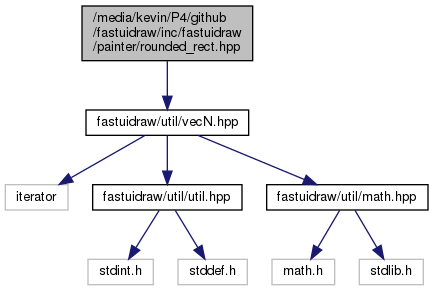 /media/kevin/P4/github
/fastuidraw/inc/fastuidraw
/painter/rounded_rect.hpp
fastuidraw/util/vecN.hpp
iterator
fastuidraw/util/util.hpp
fastuidraw/util/math.hpp
stdint.h
stddef.h
math.h
stdlib.h